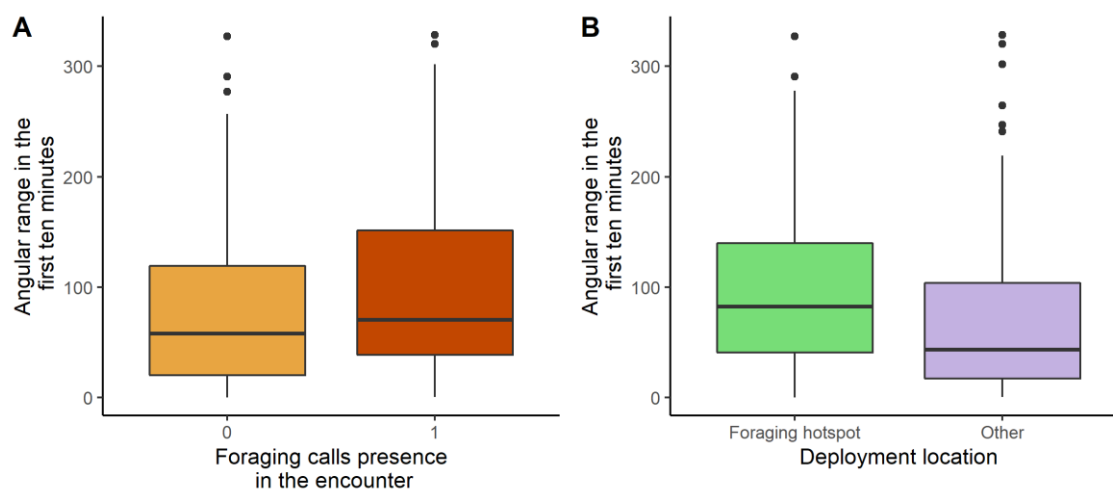 A
Angular range in the
first ten minutes
300
200
100
0
0
1
Foraging calls presence
in the encounter
B
Angular range in the
first ten minutes
300
200
100
0
Foraging hotspot
Other
Deployment location